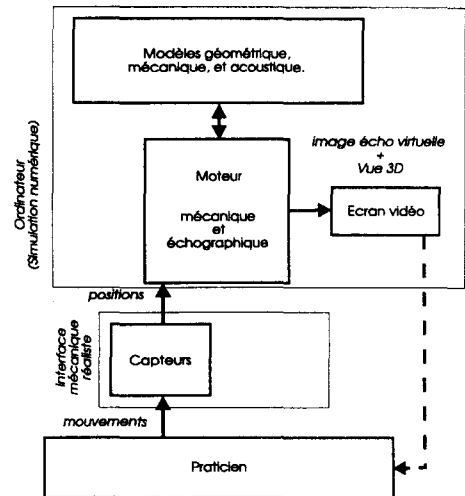 Modèles géométrique,
mécanique, et acoustique.
Ordinateur
(Simulation numérique)
image écho virtuelle
+
Vue 3D
Moteur
mécanique
et
échographique
Ecran vidéo
positions
Interface
mécanique
réaliste
Capteurs
mouvements
Praticien